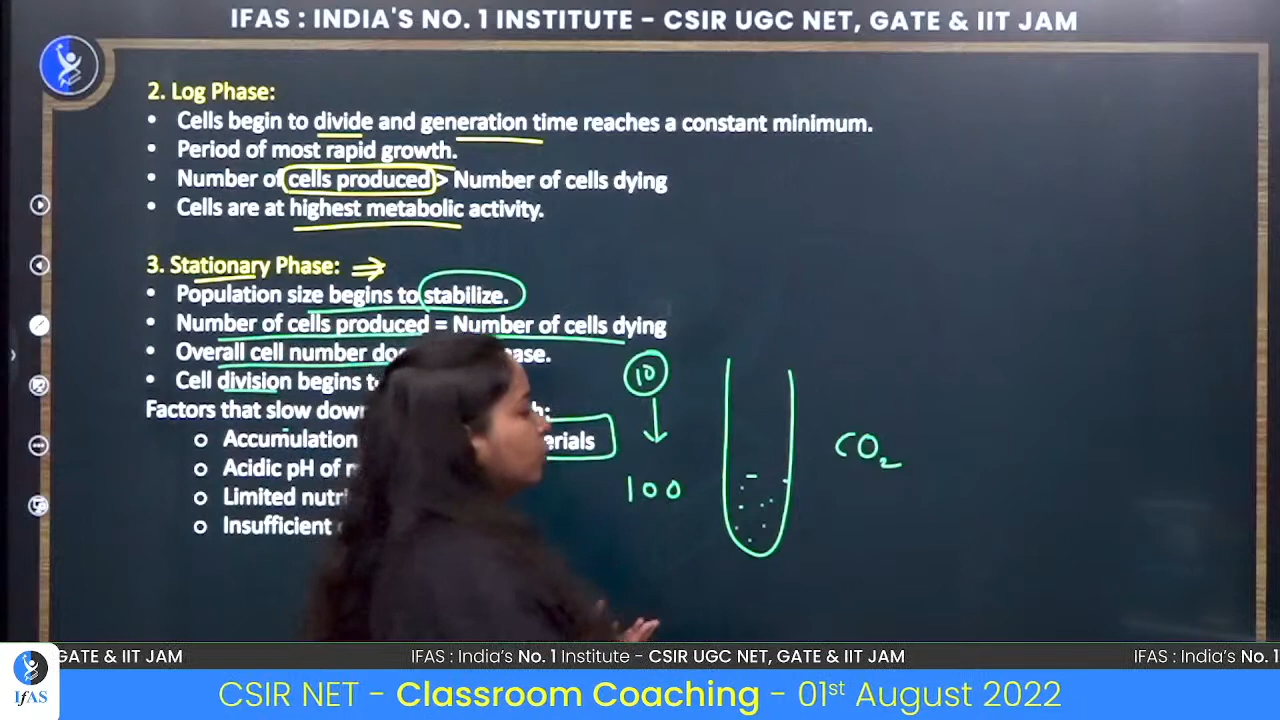 IFAS : INDIA'S NO. 1 INSTITUTE - CSIR UGC NET, GATE & IIT JAM
2. Log Phase:
• Cells begin to divide and generation time reaches a constant minimum.
• Period of most rapid growth.
• Number of cells produced > Number of cells dying
• Cells are at highest metabolic activity.
3. Stationary Phase: ⇒
• Population size begins to stabilize.
• Number of cells produced = Number of cells dying
• Overall cell number
• Cell division begins
Factors that slow down
o Accumulation
o Acidic pH of
o Limited
o Insufficient
10
100
CO₂
GATE & IIT JAM IFAS : India's No. 1 Institute - CSIR UGC NET, GATE & IIT JAM IFAS : India's No. 1
IfAS
CSIR NET - Classroom Coaching - 01st August 2022